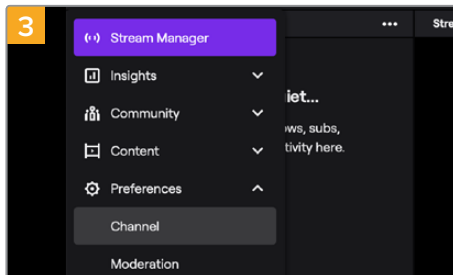 3
Stream Manager
Stre
Insights
iet...
Community
ows, subs,
Content
tivity here.
Preferences
Channel
Moderation